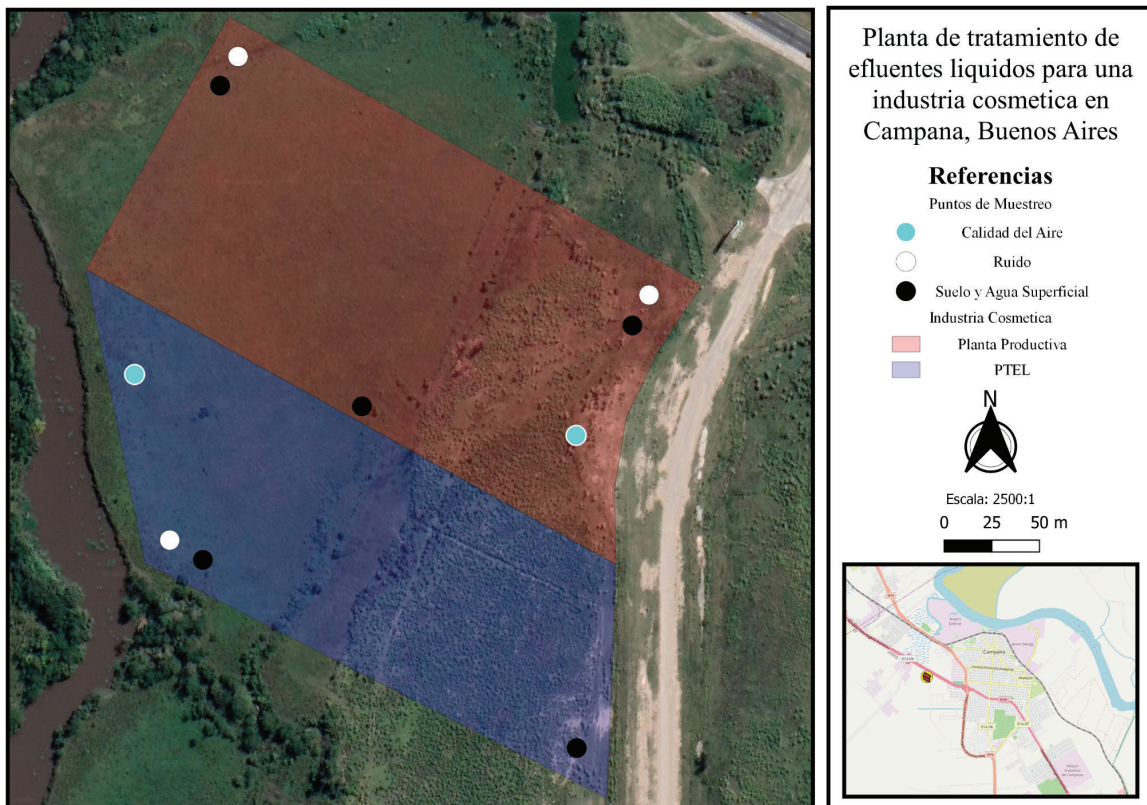 Planta de tratamiento de
efluentes liquidos para una
industria cosmetica en
Campana, Buenos Aires
Referencias
Puntos de Muestreo
Calidad del Aire
Ruido
Suelo y Agua Superficial
Industria Cosmetica
Planta Productiva
PTEL
N
Escala: 2500:1
0 25 50 m
Campana